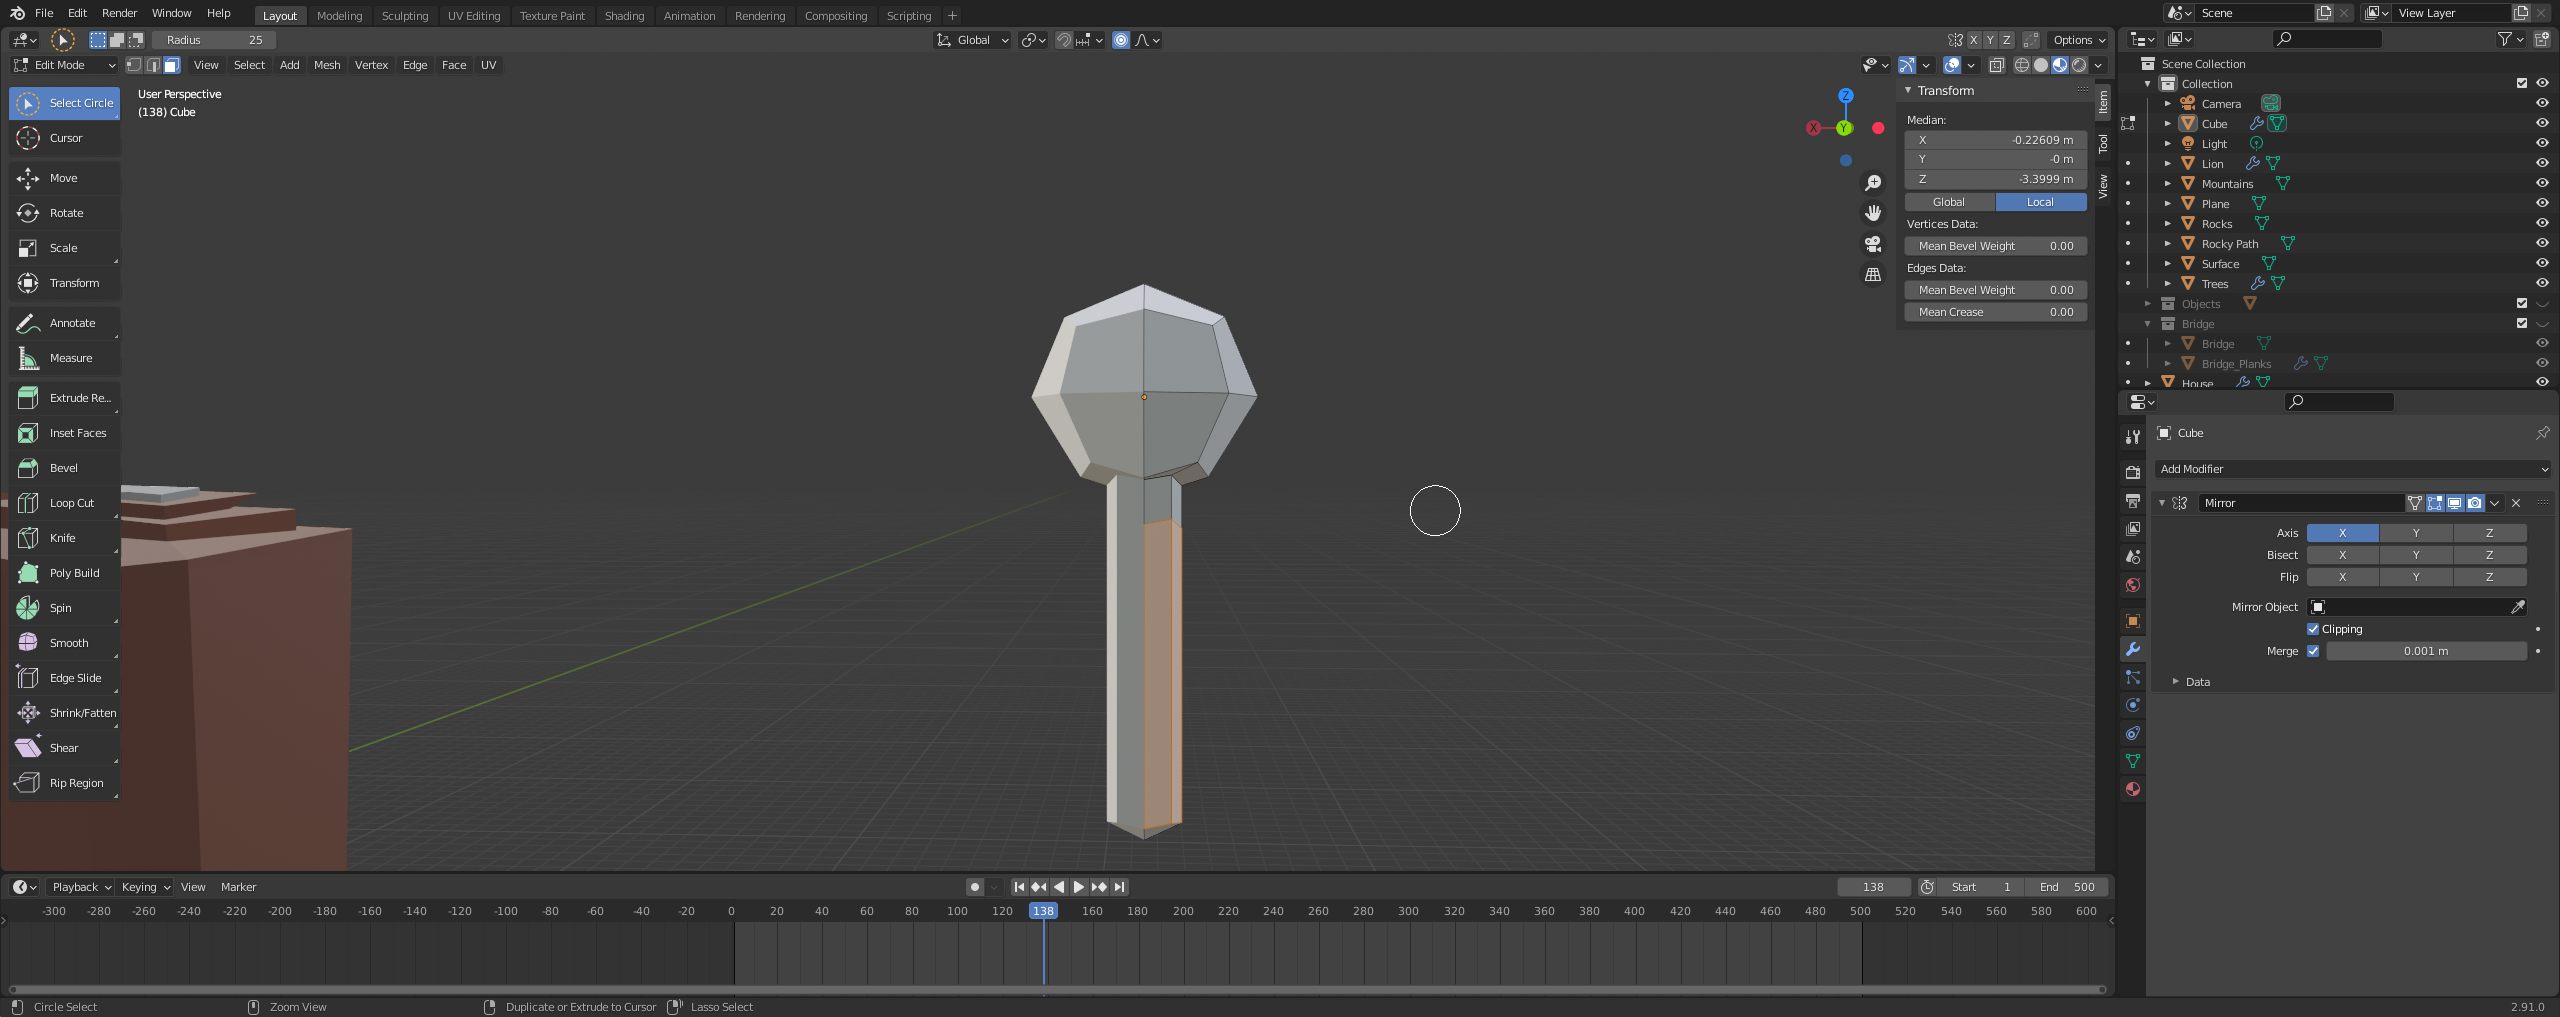 File Edit Render Window Help Layout Modeling Sculpting UV Editing Texture Paint Shading Animation Rendering Compositing Scripting + Scene View Layer
Radius 25 Global X Y Z Options
Edit Mode View Select Add Mesh Vertex Edge Face UV
User Perspective
(138) Cube
Select Circle
Cursor
Move
Rotate
Scale
Transform
Annotate
Measure
Extrude Re...
Inset Faces
Bevel
Loop Cut
Knife
Poly Build
Spin
Smooth
Edge Slide
Shrink/Fatten
Shear
Rip Region
Z
X Y
Transform
Median:
X -0.22609 m
Y -0 m
Z -3.3999 m
Global Local
Vertices Data:
Mean Bevel Weight 0.00
Edges Data:
Mean Bevel Weight 0.00
Mean Crease 0.00
Item
Tool
View
Scene Collection
Collection
Camera
Cube
Light
Lion
Mountains
Plane
Rocks
Rocky Path
Surface
Trees
Objects
Bridge
Bridge
Bridge_Planks
House
Cube
Add Modifier
Mirror
Axis X Y Z
Bisect X Y Z
Flip X Y Z
Mirror Object
Clipping
Merge 0.001 m
Data
Playback Keying View Marker 138 Start 1 End 500
-300 -280 -260 -240 -220 -200 -180 -160 -140 -120 -100 -80 -60 -40 -20 0 20 40 60 80 100 120 138 160 180 200 220 240 260 280 300 320 340 360 380 400 420 440 460 480 500 520 540 560 580 600
Circle Select Zoom View Duplicate or Extrude to Cursor Lasso Select 2.91.0